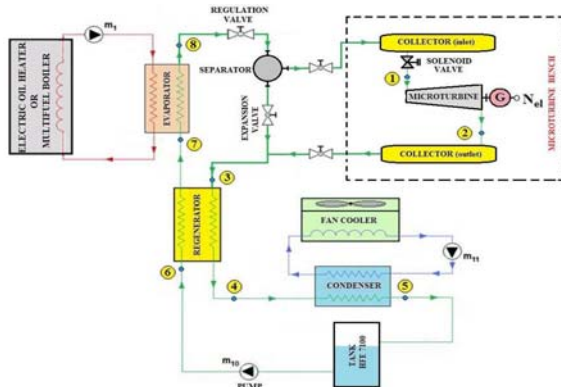 m1
8
REGULATION
VALVE
COLLECTOR (inlet)
SOLENOID
VALVE
SEPARATOR
1
ELECTRIC OIL HEATER
OR
MULTIFUEL BOILER
EVAPORATOR
EXPANSION
VALVE
MICROTURBINE
G
Nel
2
MICROTURBINE BENCH
7
COLLECTOR (outlet)
3
REGENERATOR
FAN COOLER
m11
6
4
CONDENSER
5
m10
PUMP
TANK
HFE 7100